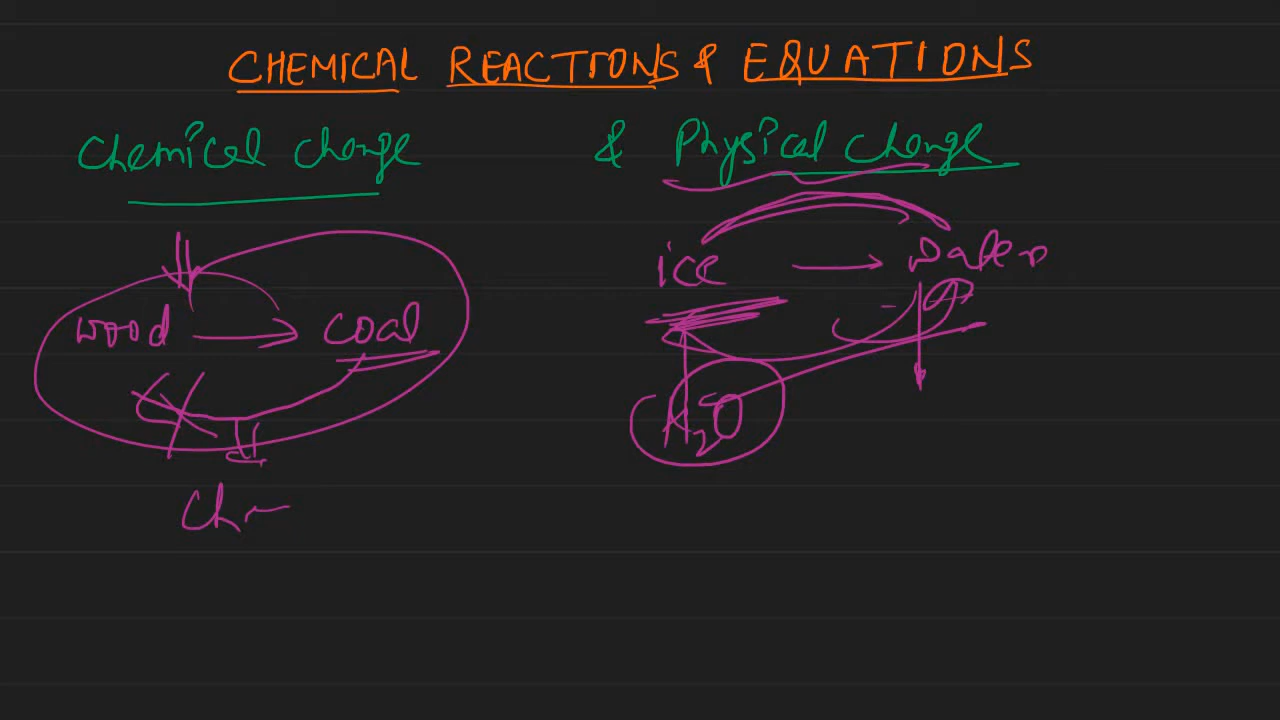 CHEMICAL REACTIONS & EQUATIONS
Chemical change & Physical change
wood → coal
ice → water
H2O